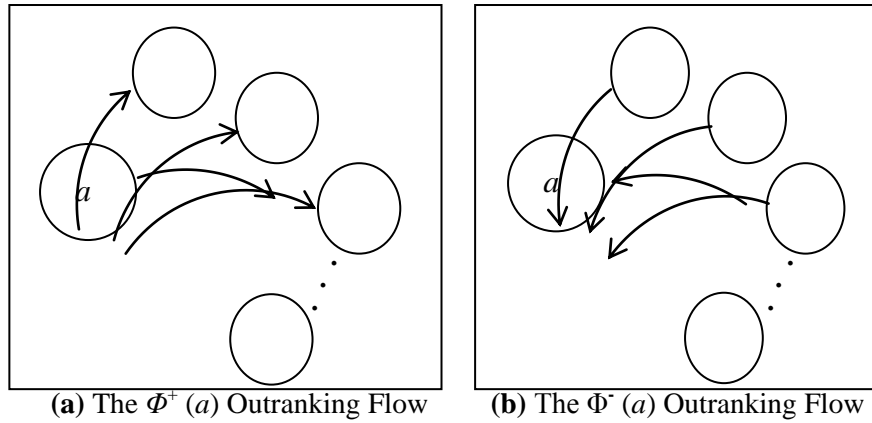 a
a
(a) The Φ⁺ (a) Outranking Flow
(b) The Φ⁻ (a) Outranking Flow